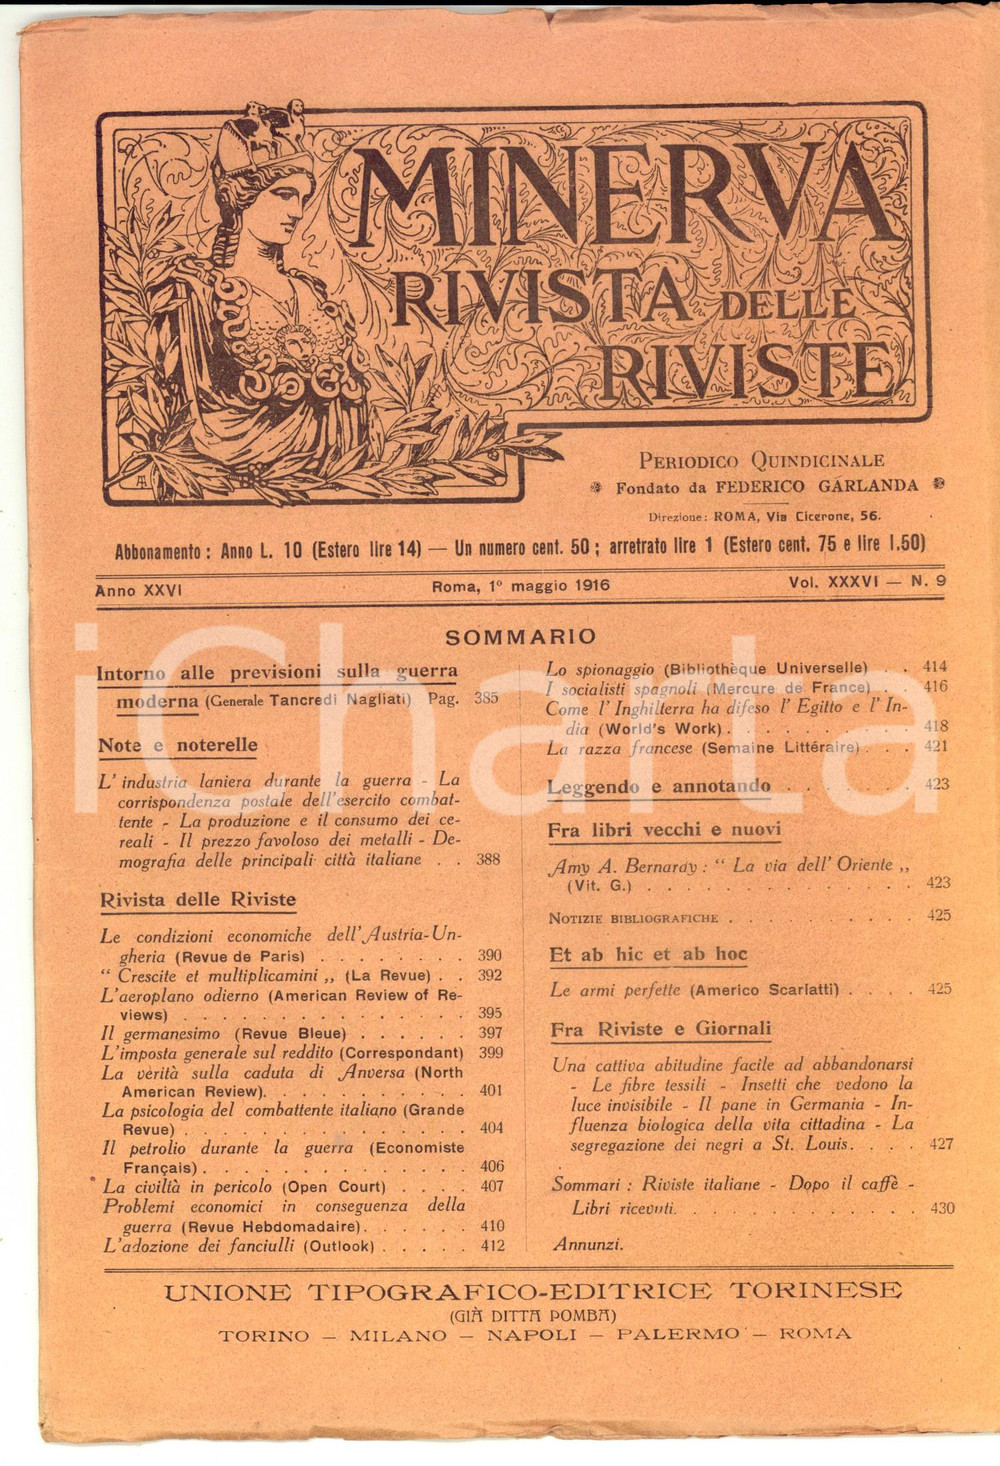 MINERVA
RIVISTA DELLE
RIVISTE
PERIODICO QUINDICINALE
Fondato da FEDERICO GARLANDA
Direzione: ROMA, Via Cicerone, 56.
Abbonamento : Anno L. 10 (Estero lire 14) — Un numero cent. 50 ; arretrato lire 1 (Estero cent. 75 e lire 1.50)
Anno XXVI Roma, 1° maggio 1916 Vol. XXXVI — N. 9
SOMMARIO
Intorno alle previsioni sulla guerra
moderna (Generale Tancredi Nagliati) Pag. 385
Note e noterelle
L' industria laniera durante la guerra - La
corrispondenza postale dell'esercito combat-
tente - La produzione e il consumo dei ce-
reali - Il prezzo favoloso dei metalli - De-
mografia delle principali città italiane . . 388
Rivista delle Riviste
Le condizioni economiche dell'Austria-Un-
gheria (Revue de Paris) . . . . . . . . 390
“ Crescite et multiplicamini „ (La Revue) . . 392
L'aeroplano odierno (American Review of Re-
views) . . . . . . . . . . . . . . . 395
Il germanesimo (Revue Bleue) . . . . . . 397
L'imposta generale sul reddito (Correspondant) 399
La verità sulla caduta di Anversa (North
American Review). . . . . . . . . . . 401
La psicologia del combattente italiano (Grande
Revue) . . . . . . . . . . . . . . . 404
Il petrolio durante la guerra (Economiste
Français) . . . . . . . . . . . . . . 406
La civiltà in pericolo (Open Court) . . . . 407
Problemi economici in conseguenza della
guerra (Revue Hebdomadaire). . . . . . 410
L'adozione dei fanciulli (Outlook) . . . . . 412
Lo spionaggio (Bibliothèque Universelle) . . 414
I socialisti spagnoli (Mercure de France) . . 416
Come l' Inghilterra ha difeso l' Egitto e l' In-
dia (World's Work) . . . . . . . . . . 418
La razza francese (Semaine Littéraire) . . . 421
Leggendo e annotando . . . . . . . 423
Fra libri vecchi e nuovi
Amy A. Bernardy : “ La via dell' Oriente „
(Vit. G.) . . . . . . . . . . . . . . 423
NOTIZIE BIBLIOGRAFICHE . . . . . . . . . . 425
Et ab hic et ab hoc
Le armi perfette (Americo Scarlatti) . . . . 425
Fra Riviste e Giornali
Una cattiva abitudine facile ad abbandonarsi
- Le fibre tessili - Insetti che vedono la
luce invisibile - Il pane in Germania - In-
fluenza biologica della vita cittadina - La
segregazione dei negri a St. Louis. . . . 427
Sommari : Riviste italiane - Dopo il caffè -
Libri ricevuti. . . . . . . . . . . . . 430
Annunzi.
UNIONE TIPOGRAFICO-EDITRICE TORINESE
(GIÀ DITTA POMBA)
TORINO — MILANO — NAPOLI — PALERMO — ROMA
iCharta